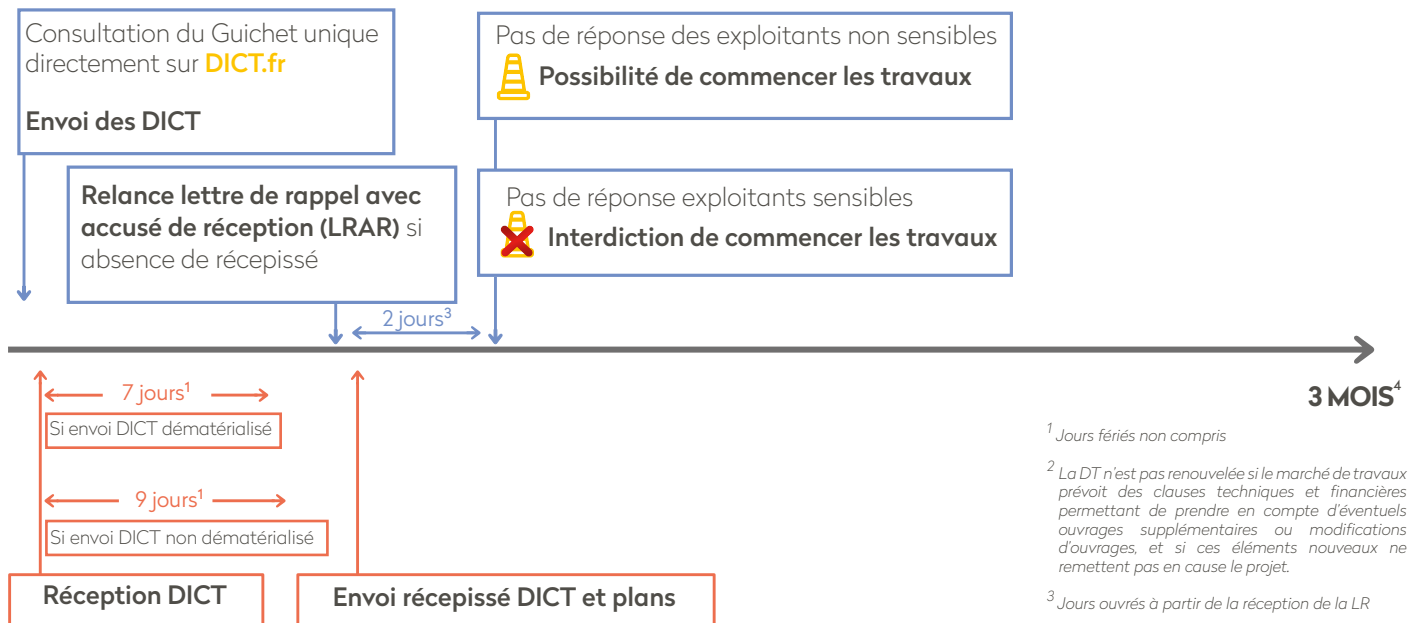 Consultation du Guichet unique
directement sur DICT.fr
Envoi des DICT
Relance lettre de rappel avec
accusé de réception (LRAR) si
absence de récepissé
Pas de réponse des exploitants non sensibles
Possibilité de commencer les travaux
Pas de réponse exploitants sensibles
Interdiction de commencer les travaux
2 jours³
3 MOIS⁴
7 jours¹
Si envoi DICT dématérialisé
9 jours¹
Si envoi DICT non dématérialisé
Réception DICT
Envoi récepissé DICT et plans
¹ Jours fériés non compris
² La DT n'est pas renouvelée si le marché de travaux
prévoit des clauses techniques et financières
permettant de prendre en compte d'éventuels
ouvrages supplémentaires ou modifications
d'ouvrages, et si ces éléments nouveaux ne
remettent pas en cause le projet.
³ Jours ouvrés à partir de la réception de la LR